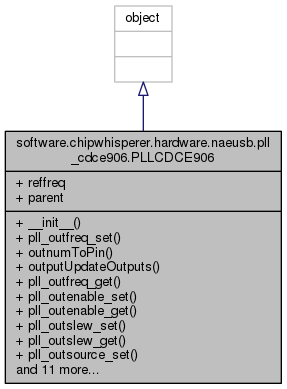 object
software.chipwhisperer.hardware.naeusb.pll
_cdce906.PLLCDCE906
+ reffreq
+ parent
+ __init__()
+ pll_outfreq_set()
+ outnumToPin()
+ outputUpdateOutputs()
+ pll_outfreq_get()
+ pll_outenable_set()
+ pll_outenable_get()
+ pll_outslew_set()
+ pll_outslew_get()
+ pll_outsource_set()
and 11 more...